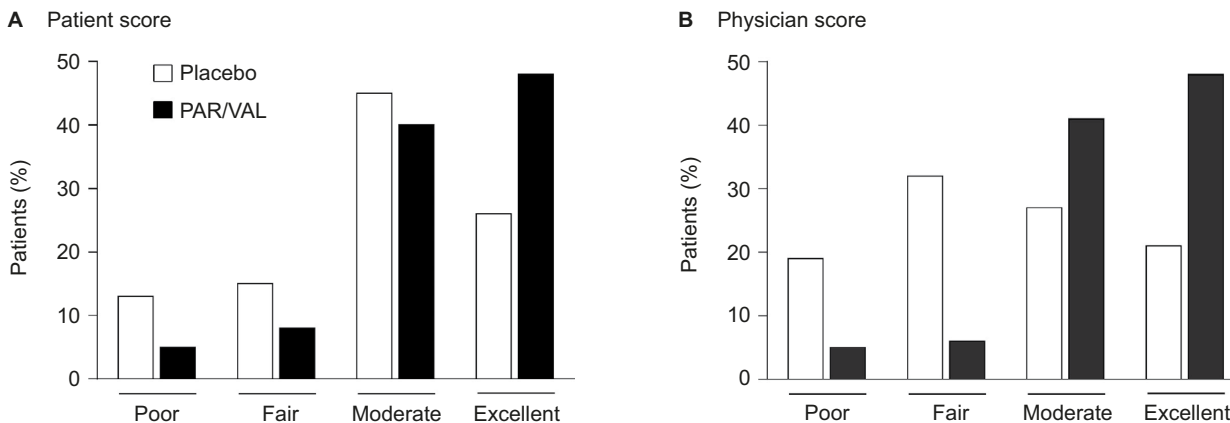 A Patient score
Placebo
PAR/VAL
Patients (%)
50
40
30
20
10
0
Poor Fair Moderate Excellent
B Physician score
Patients (%)
50
40
30
20
10
0
Poor Fair Moderate Excellent